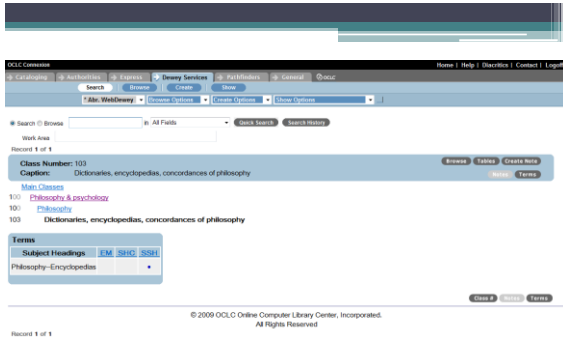 OCLC Connexion Home | Help | Diacritics | Contact | Logoff
Cataloging Authorities Express Dewey Services Pathfinders General OCLC
Search Browse Create Show
* Abr. WebDewey Browse Options Create Options Show Options
Search Browse in All Fields Quick Search Search History
Work Area
Record 1 of 1
Class Number: 103 Browse Tables Create Note
Caption: Dictionaries, encyclopedias, concordances of philosophy Notes Terms
Main Classes
100 Philosophy & psychology
100 Philosophy
103 Dictionaries, encyclopedias, concordances of philosophy
Terms
Subject Headings EM SHC SSH
Philosophy--Encyclopedias •
Class # Notes Terms
© 2009 OCLC Online Computer Library Center, Incorporated.
All Rights Reserved
Record 1 of 1